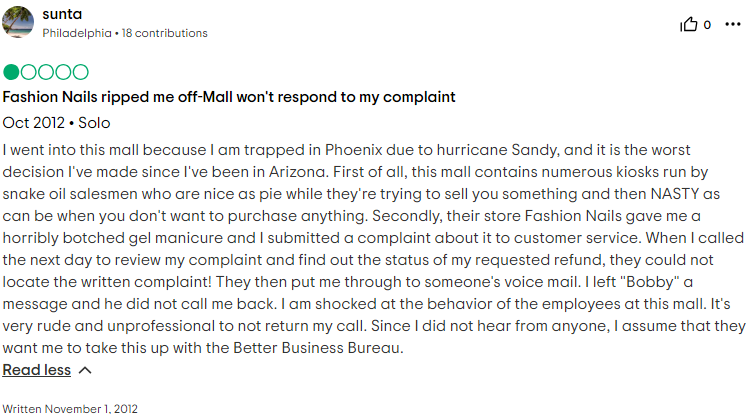 sunta
Philadelphia • 18 contributions
0
Fashion Nails ripped me off-Mall won't respond to my complaint
Oct 2012 • Solo
I went into this mall because I am trapped in Phoenix due to hurricane Sandy, and it is the worst
decision I've made since I've been in Arizona. First of all, this mall contains numerous kiosks run by
snake oil salesmen who are nice as pie while they're trying to sell you something and then NASTY as
can be when you don't want to purchase anything. Secondly, their store Fashion Nails gave me a
horribly botched gel manicure and I submitted a complaint about it to customer service. When I called
the next day to review my complaint and find out the status of my requested refund, they could not
locate the written complaint! They then put me through to someone's voice mail. I left "Bobby" a
message and he did not call me back. I am shocked at the behavior of the employees at this mall. It's
very rude and unprofessional to not return my call. Since I did not hear from anyone, I assume that they
want me to take this up with the Better Business Bureau.
Read less
Written November 1, 2012